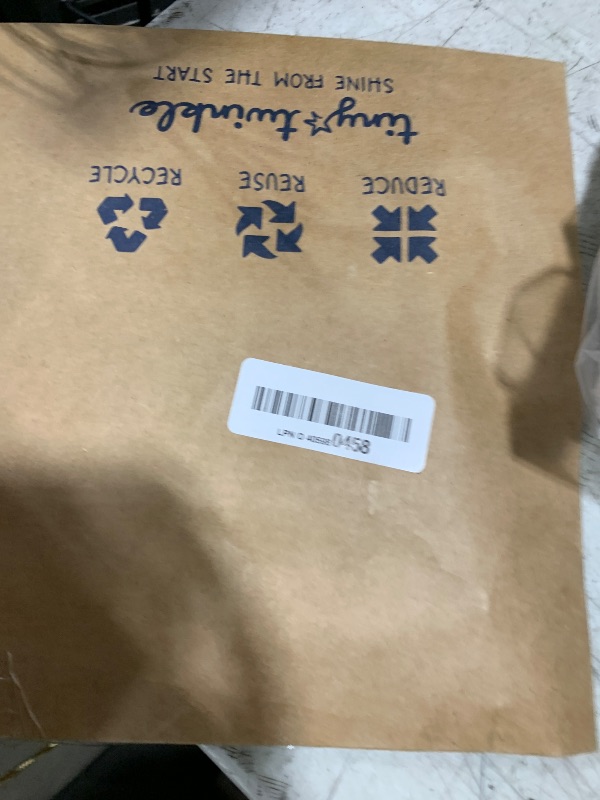 tiny twinkle
SHINE FROM THE START
REDUCE REUSE RECYCLE
LPN 0458